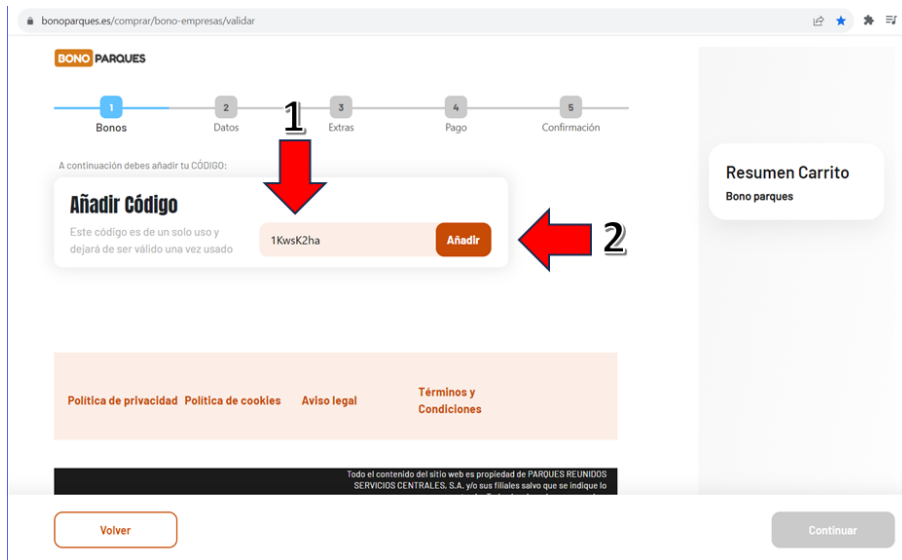 bonoparques.es/comprar/bono-empresas/validar
BONO PARQUES
1 2 3 4 5
Bonos Datos Extras Pago Confirmación
1
A continuación debes añadir tu CÓDIGO:
Añadir Código
Este código es de un solo uso y
dejará de ser válido una vez usado
1KwsK2ha
Añadir
2
Resumen Carrito
Bono parques
Política de privacidad Política de cookies Aviso legal Términos y
Condiciones
Todo el contenido del sitio web es propiedad de PARQUES REUNIDOS
SERVICIOS CENTRALES, S.A. y/o sus filiales salvo que se indique lo
Volver
Continuar